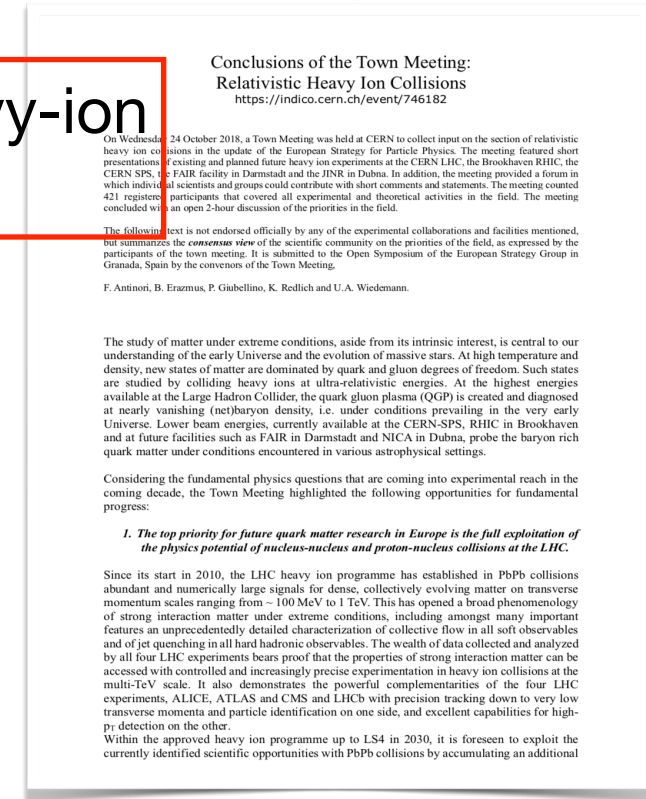 y-ion
Conclusions of the Town Meeting:
Relativistic Heavy Ion Collisions
https://indico.cern.ch/event/746182
On Wednesday 24 October 2018, a Town Meeting was held at CERN to collect input on the section of relativistic
heavy ion collisions in the update of the European Strategy for Particle Physics. The meeting featured short
presentations of existing and planned future heavy ion experiments at the CERN LHC, the Brookhaven RHIC, the
CERN SPS, the FAIR facility in Darmstadt and the JINR in Dubna. In addition, the meeting provided a forum in
which individual scientists and groups could contribute with short comments and statements. The meeting counted
421 registered participants that covered all experimental and theoretical activities in the field. The meeting
concluded with an open 2-hour discussion of the priorities in the field.
The following text is not endorsed officially by any of the experimental collaborations and facilities mentioned,
but summarizes the consensus view of the scientific community on the priorities of the field, as expressed by the
participants of the town meeting. It is submitted to the Open Symposium of the European Strategy Group in
Granada, Spain by the convenors of the Town Meeting,
F. Antinori, B. Erazmus, P. Giubellino, K. Redlich and U.A. Wiedemann.
The study of matter under extreme conditions, aside from its intrinsic interest, is central to our
understanding of the early Universe and the evolution of massive stars. At high temperature and
density, new states of matter are dominated by quark and gluon degrees of freedom. Such states
are studied by colliding heavy ions at ultra-relativistic energies. At the highest energies
available at the Large Hadron Collider, the quark gluon plasma (QGP) is created and diagnosed
at nearly vanishing (net)baryon density, i.e. under conditions prevailing in the very early
Universe. Lower beam energies, currently available at the CERN-SPS, RHIC in Brookhaven
and at future facilities such as FAIR in Darmstadt and NICA in Dubna, probe the baryon rich
quark matter under conditions encountered in various astrophysical settings.
Considering the fundamental physics questions that are coming into experimental reach in the
coming decade, the Town Meeting highlighted the following opportunities for fundamental
progress:
1. The top priority for future quark matter research in Europe is the full exploitation of
the physics potential of nucleus-nucleus and proton-nucleus collisions at the LHC.
Since its start in 2010, the LHC heavy ion programme has established in PbPb collisions
abundant and numerically large signals for dense, collectively evolving matter on transverse
momentum scales ranging from ~ 100 MeV to 1 TeV. This has opened a broad phenomenology
of strong interaction matter under extreme conditions, including amongst many important
features an unprecedentedly detailed characterization of collective flow in all soft observables
and of jet quenching in all hard hadronic observables. The wealth of data collected and analyzed
by all four LHC experiments bears proof that the properties of strong interaction matter can be
accessed with controlled and increasingly precise experimentation in heavy ion collisions at the
multi-TeV scale. It also demonstrates the powerful complementarities of the four LHC
experiments, ALICE, ATLAS and CMS and LHCb with precision tracking down to very low
transverse momenta and particle identification on one side, and excellent capabilities for high-
pT detection on the other.
Within the approved heavy ion programme up to LS4 in 2030, it is foreseen to exploit the
currently identified scientific opportunities with PbPb collisions by accumulating an additional